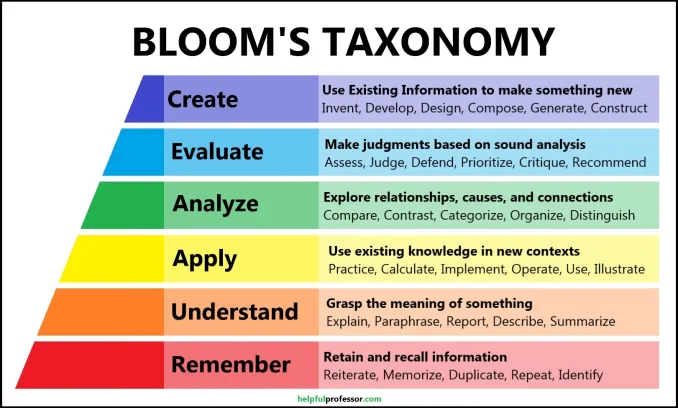 BLOOM'S TAXONOMY
Create
Use Existing Information to make something new
Invent, Develop, Design, Compose, Generate, Construct
Evaluate
Make judgments based on sound analysis
Assess, Judge, Defend, Prioritize, Critique, Recommend
Analyze
Explore relationships, causes, and connections
Compare, Contrast, Categorize, Organize, Distinguish
Apply
Use existing knowledge in new contexts
Practice, Calculate, Implement, Operate, Use, Illustrate
Understand
Grasp the meaning of something
Explain, Paraphrase, Report, Describe, Summarize
Remember
Retain and recall information
Reiterate, Memorize, Duplicate, Repeat, Identify
helpfulprofessor.com